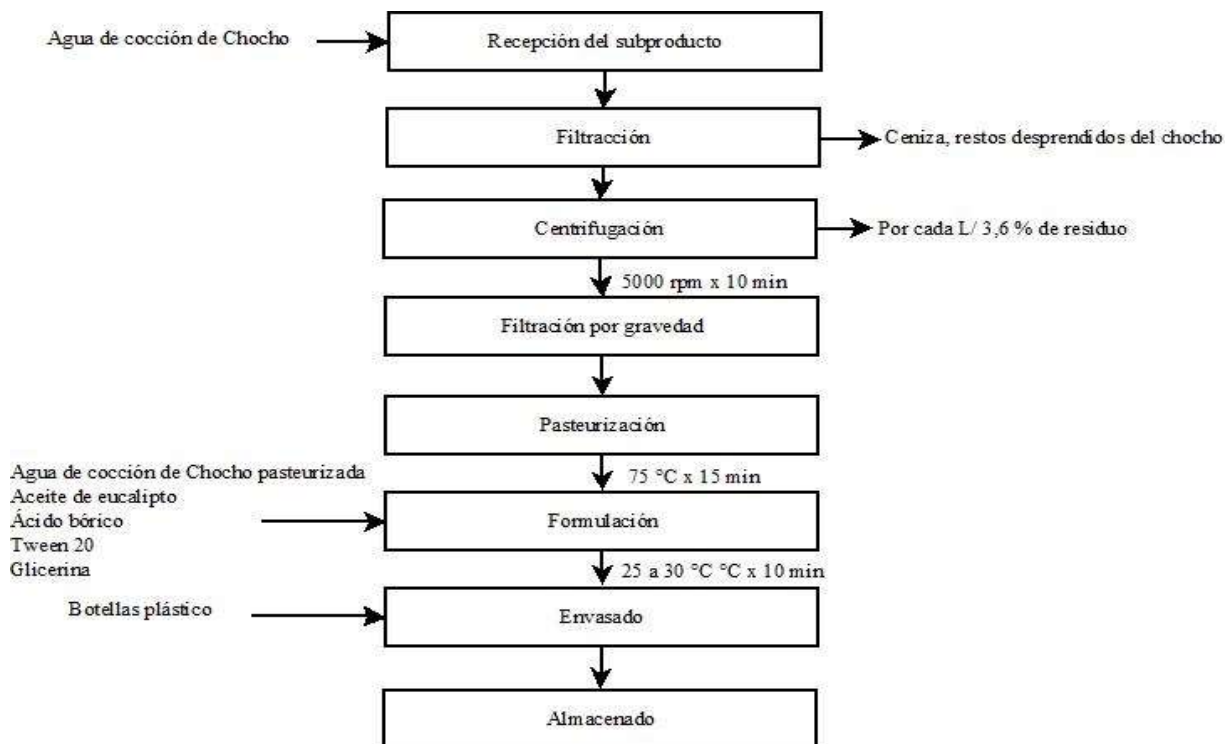 Agua de cocción de Chocho
Recepción del subproducto
Filtracción
Ceniza, restos desprendidos del chocho
Centrifugación
Por cada L/ 3,6 % de residuo
5000 rpm x 10 min
Filtración por gravedad
Pasteurización
75 °C x 15 min
Agua de cocción de Chocho pasteurizada
Aceite de eucalipto
Ácido bórico
Tween 20
Glicerina
Formulación
25 a 30 °C °C x 10 min
Botellas plástico
Envasado
Almacenado